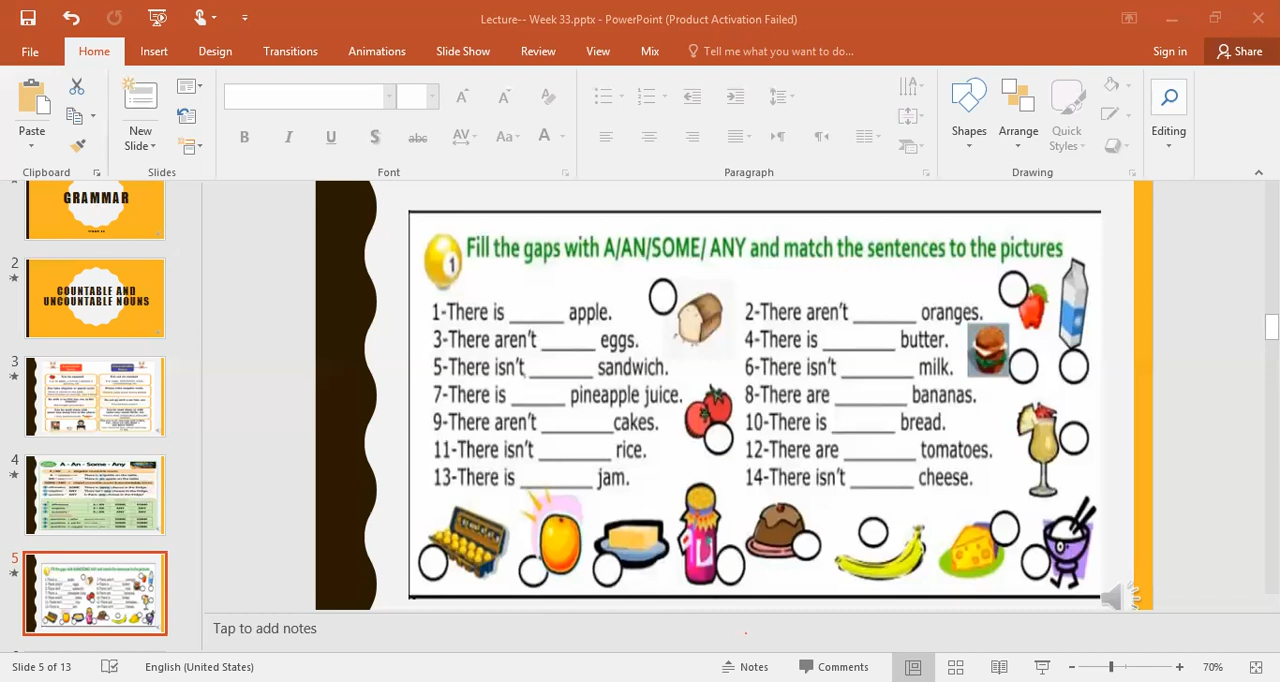 Lecture-- Week 33.pptx - PowerPoint (Product Activation Failed)
File Home Insert Design Transitions Animations Slide Show Review View Mix Tell me what you want to do... Sign in Share
Paste
New Slide
B I U S abc AV Aa A
Shapes Arrange Quick Styles
Editing
Clipboard Slides Font Paragraph Drawing
GRAMMAR
2
COUNTABLE AND
UNCOUNTABLE NOUNS
3
4
A - An - Some - Any
5
1
Fill the gaps with A/AN/SOME/ ANY and match the sentences to the pictures
1-There is ______ apple.
2-There aren't _______ oranges.
3-There aren't ______ eggs.
4-There is ________ butter.
5-There isn't _______ sandwich.
6-There isn't ________ milk.
7-There is ______ pineapple juice.
8-There are ________ bananas.
9-There aren't ________cakes.
10-There is _______ bread.
11-There isn't ________ rice.
12-There are ________ tomatoes.
13-There is ________ jam.
14-There isn't _______ cheese.
Tap to add notes
Slide 5 of 13 English (United States) Notes Comments 70%